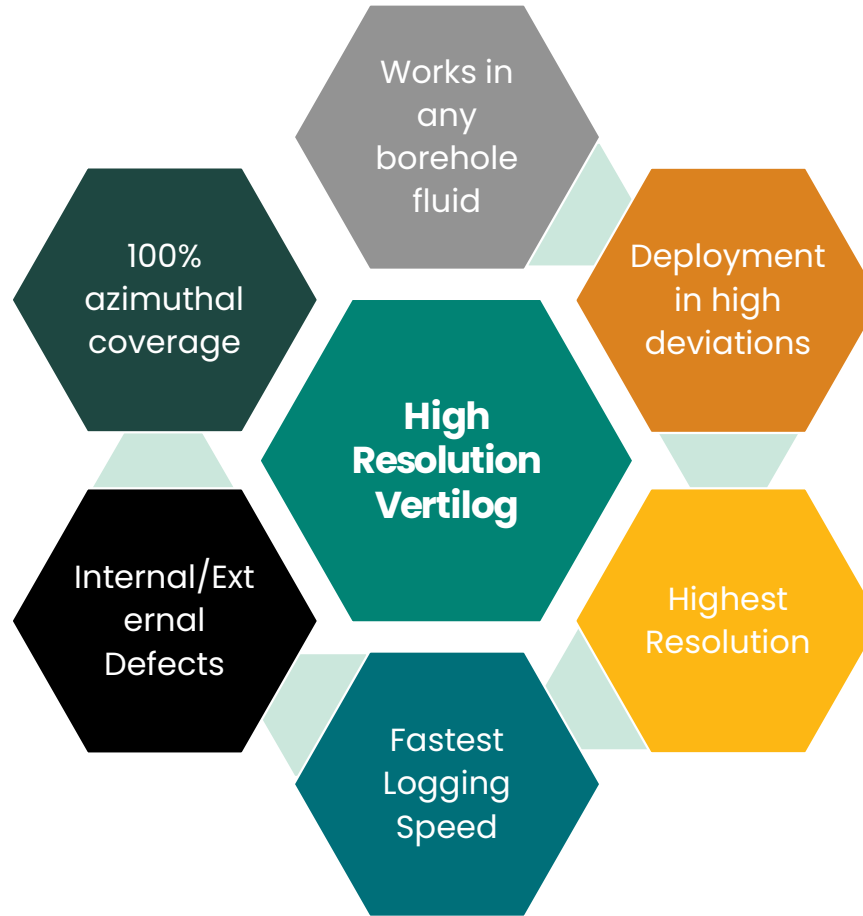 Works in
any
borehole
fluid
100%
azimuthal
coverage
Deployment
in high
deviations
High
Resolution
Vertilog
Internal/Ext
ernal
Defects
Highest
Resolution
Fastest
Logging
Speed